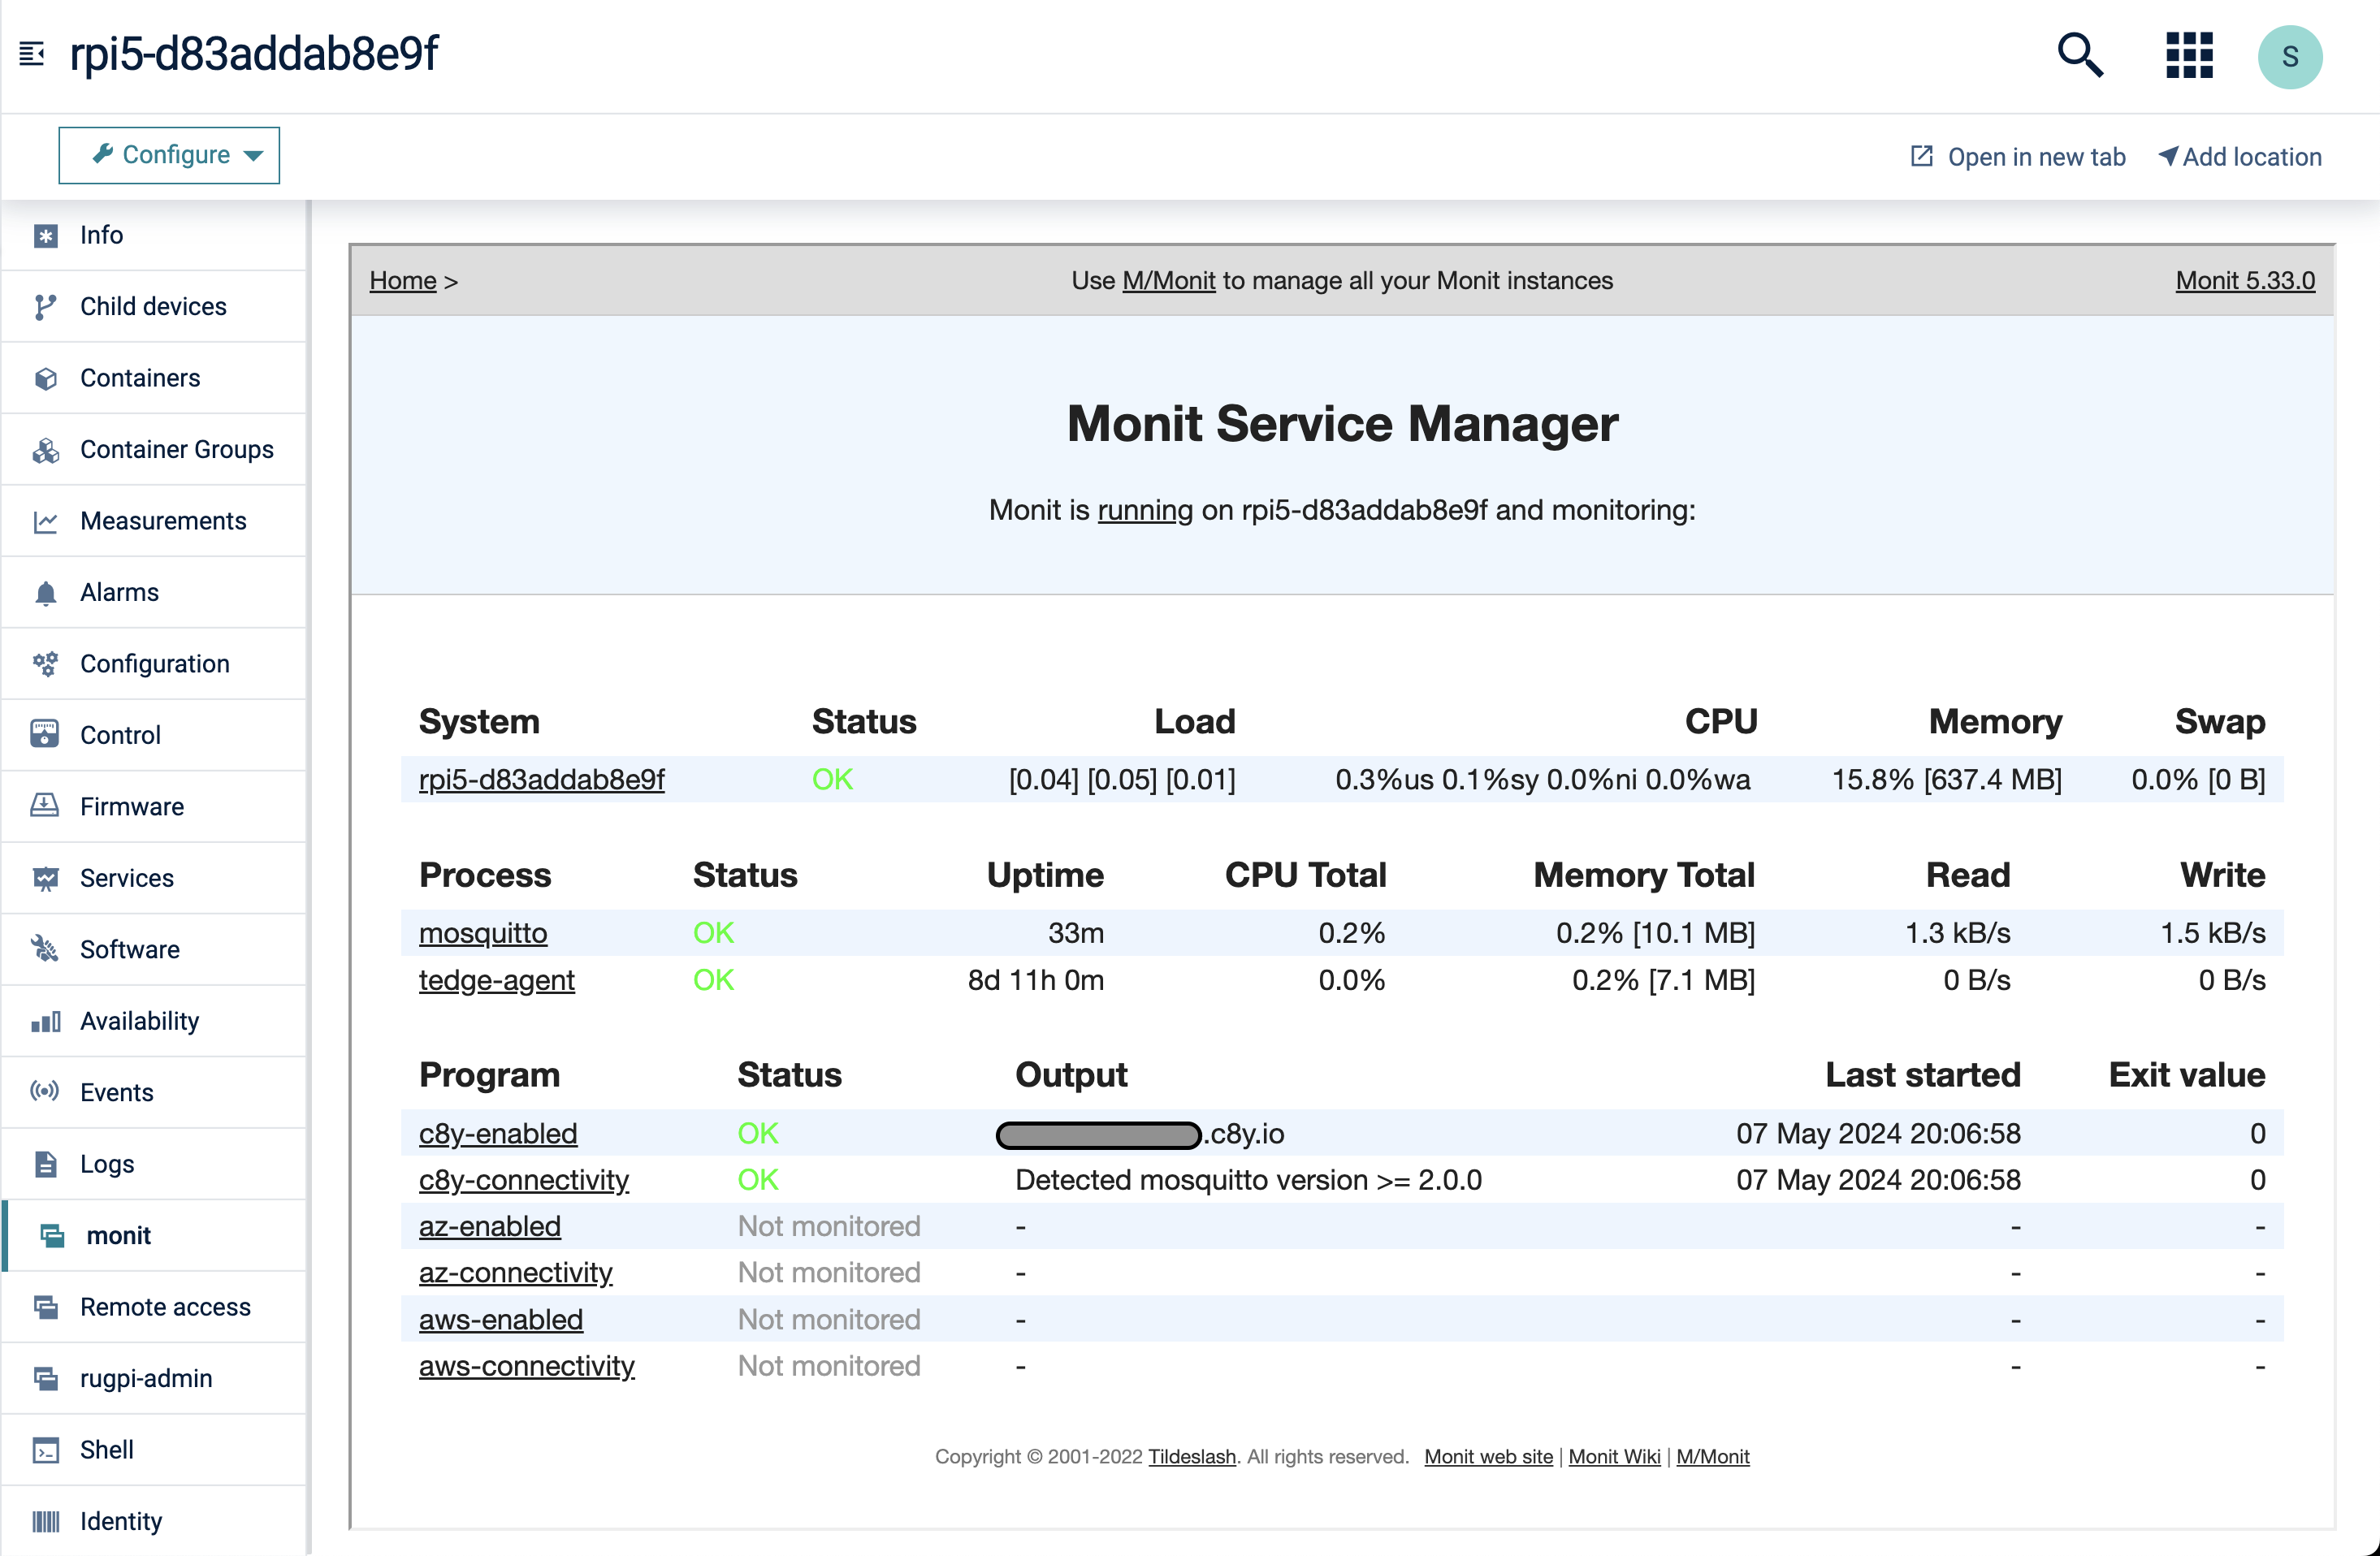 rpi5-d83addab8e9f
S
Configure
Open in new tab
Add location
Info
Child devices
Containers
Container Groups
Measurements
Alarms
Configuration
Control
Firmware
Services
Software
Availability
Events
Logs
monit
Remote access
rugpi-admin
Shell
Identity
Home > Use M/Monit to manage all your Monit instances Monit 5.33.0
Monit Service Manager
Monit is running on rpi5-d83addab8e9f and monitoring:
System Status Load CPU Memory Swap
rpi5-d83addab8e9f OK [0.04] [0.05] [0.01] 0.3%us 0.1%sy 0.0%ni 0.0%wa 15.8% [637.4 MB] 0.0% [0 B]
Process Status Uptime CPU Total Memory Total Read Write
mosquitto OK 33m 0.2% 0.2% [10.1 MB] 1.3 kB/s 1.5 kB/s
tedge-agent OK 8d 11h 0m 0.0% 0.2% [7.1 MB] 0 B/s 0 B/s
Program Status Output Last started Exit value
c8y-enabled OK .c8y.io 07 May 2024 20:06:58 0
c8y-connectivity OK Detected mosquitto version >= 2.0.0 07 May 2024 20:06:58 0
az-enabled Not monitored - - -
az-connectivity Not monitored - - -
aws-enabled Not monitored - - -
aws-connectivity Not monitored - - -
Copyright © 2001-2022 Tildeslash. All rights reserved. Monit web site | Monit Wiki | M/Monit